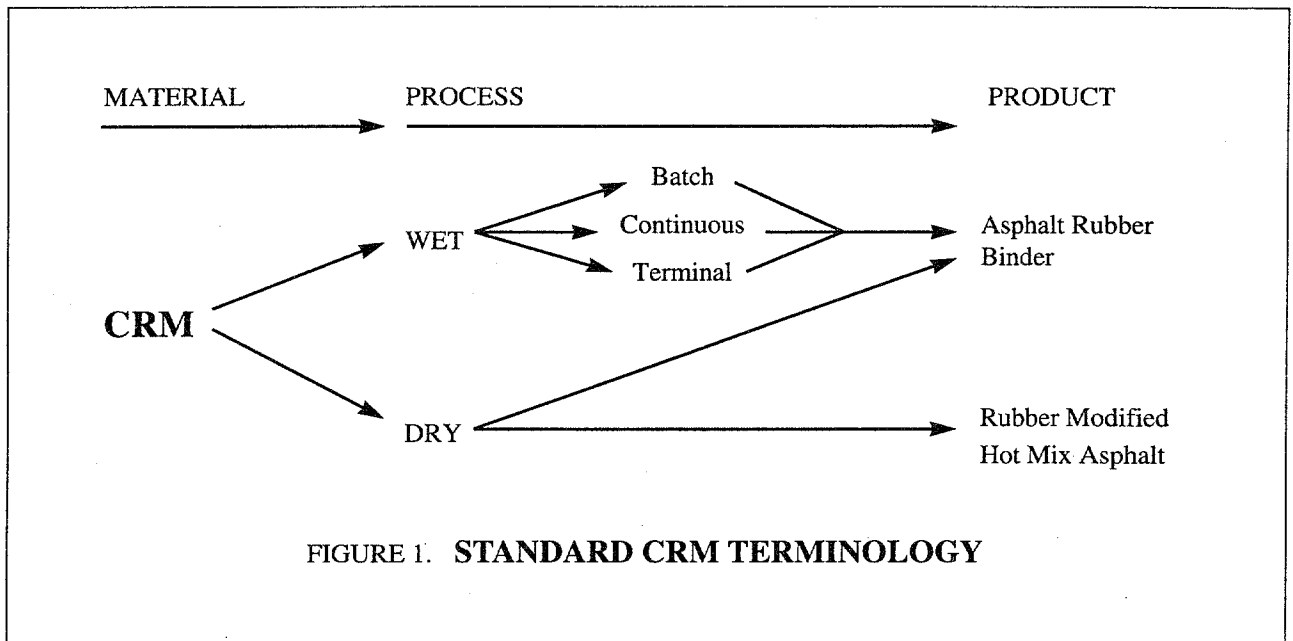 MATERIAL PROCESS PRODUCT
Batch
WET Continuous Asphalt Rubber
Terminal Binder
CRM
DRY Rubber Modified
Hot Mix Asphalt
FIGURE 1. STANDARD CRM TERMINOLOGY